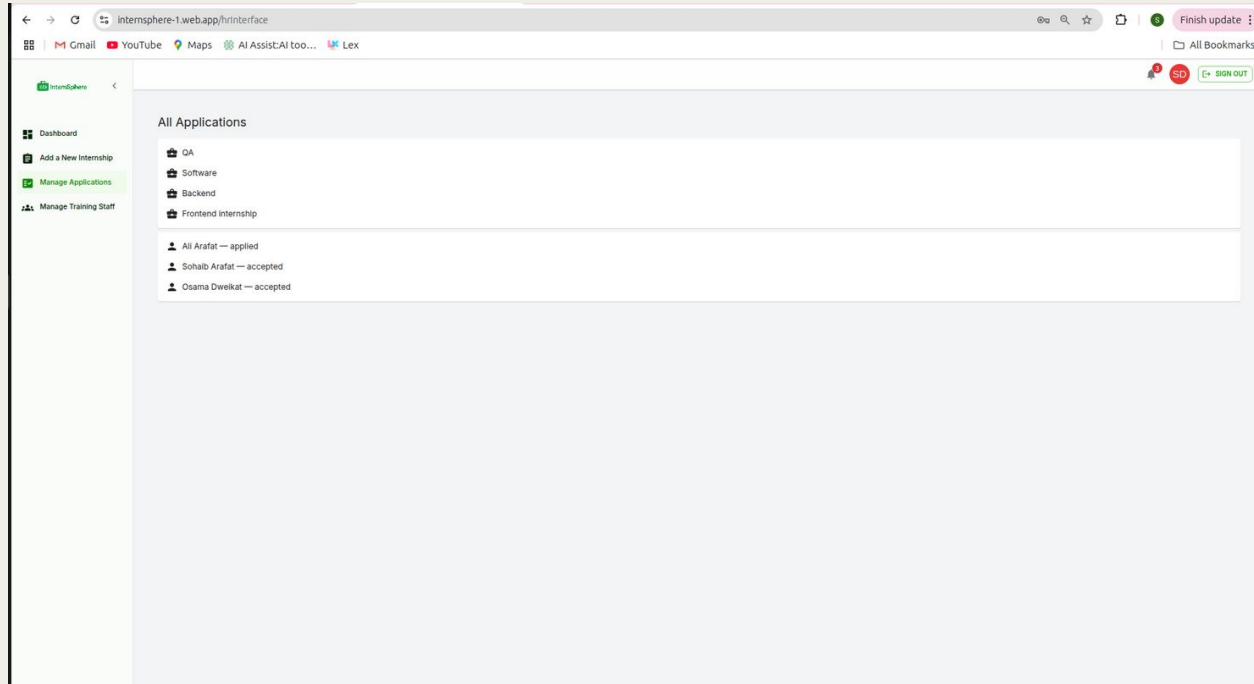 internsphere-1.web.app/hrInterface
S
Finish update
Gmail
YouTube
Maps
AI Assist:AI too...
Lex
All Bookmarks
InternSphere
3
SD
SIGN OUT
Dashboard
Add a New Internship
Manage Applications
Manage Training Staff
All Applications
QA
Software
Backend
Frontend internship
Ali Arafat — applied
Sohaib Arafat — accepted
Osama Dweikat — accepted